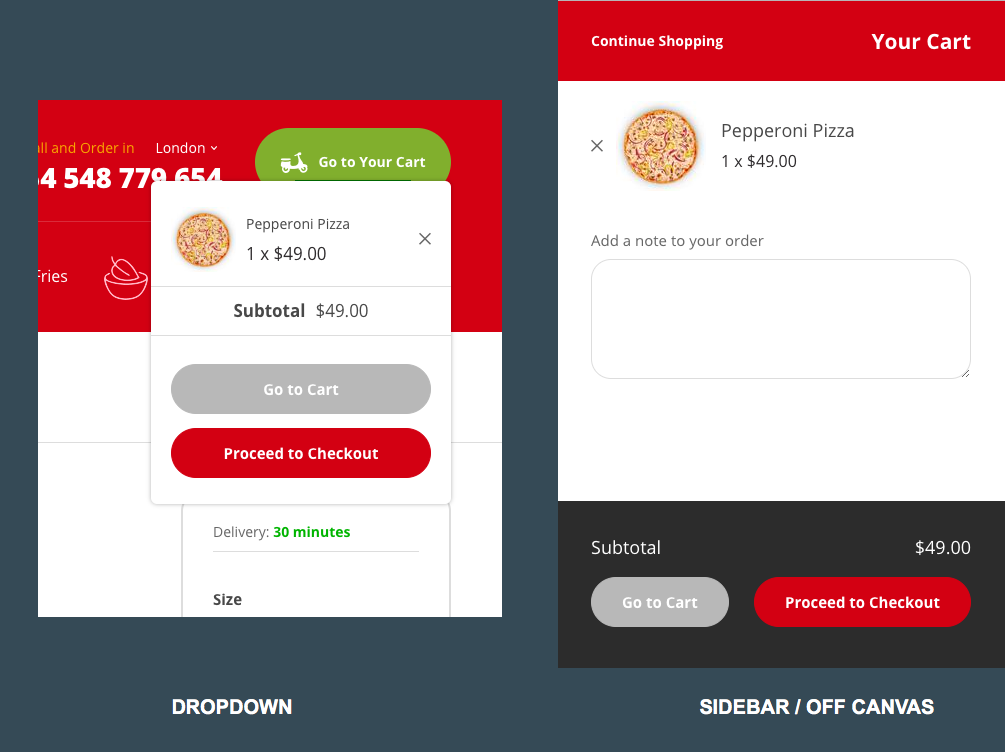 all and Order in
London
Go to Your Cart
4 548 779 654
Fries
Pepperoni Pizza
1 x $49.00
Subtotal $49.00
Go to Cart
Proceed to Checkout
Delivery: 30 minutes
Size
DROPDOWN
Continue Shopping
Your Cart
Pepperoni Pizza
1 x $49.00
Add a note to your order
Subtotal
$49.00
Go to Cart
Proceed to Checkout
SIDEBAR / OFF CANVAS